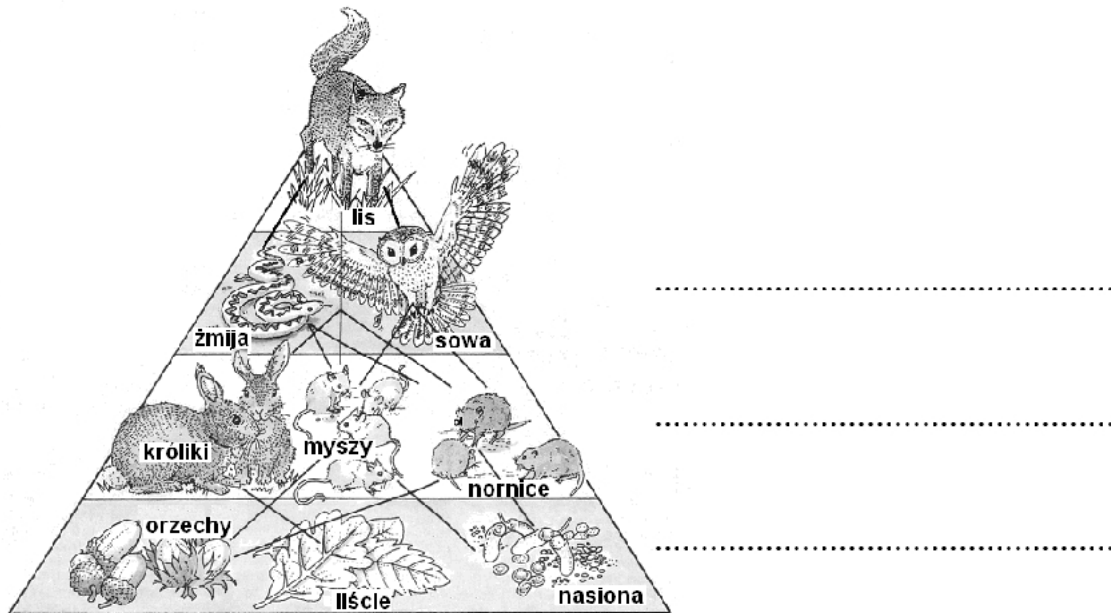 lis
żmija sowa
króliki myszy
nornice
orzechy
liście nasiona